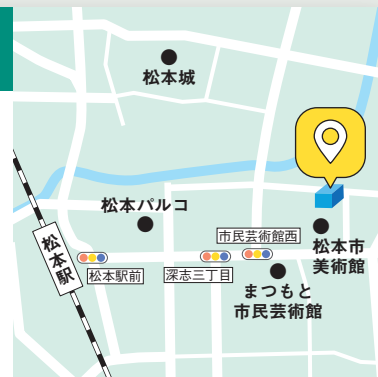 松本城
松本パルコ
市民芸術館西
松本駅
松本駅前
深志三丁目
松本市
美術館
まつもと
市民芸術館